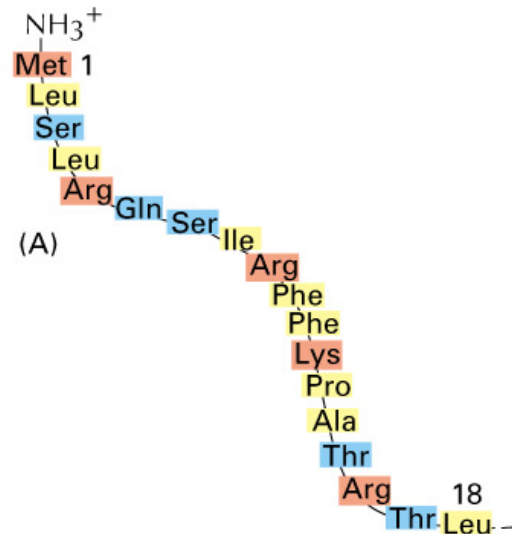 NH3+
Met 1
Leu
Ser
Leu
Arg
Gln
Ser
(A)
Ile
Arg
Phe
Phe
Lys
Pro
Ala
Thr
Arg
18
Thr
Leu